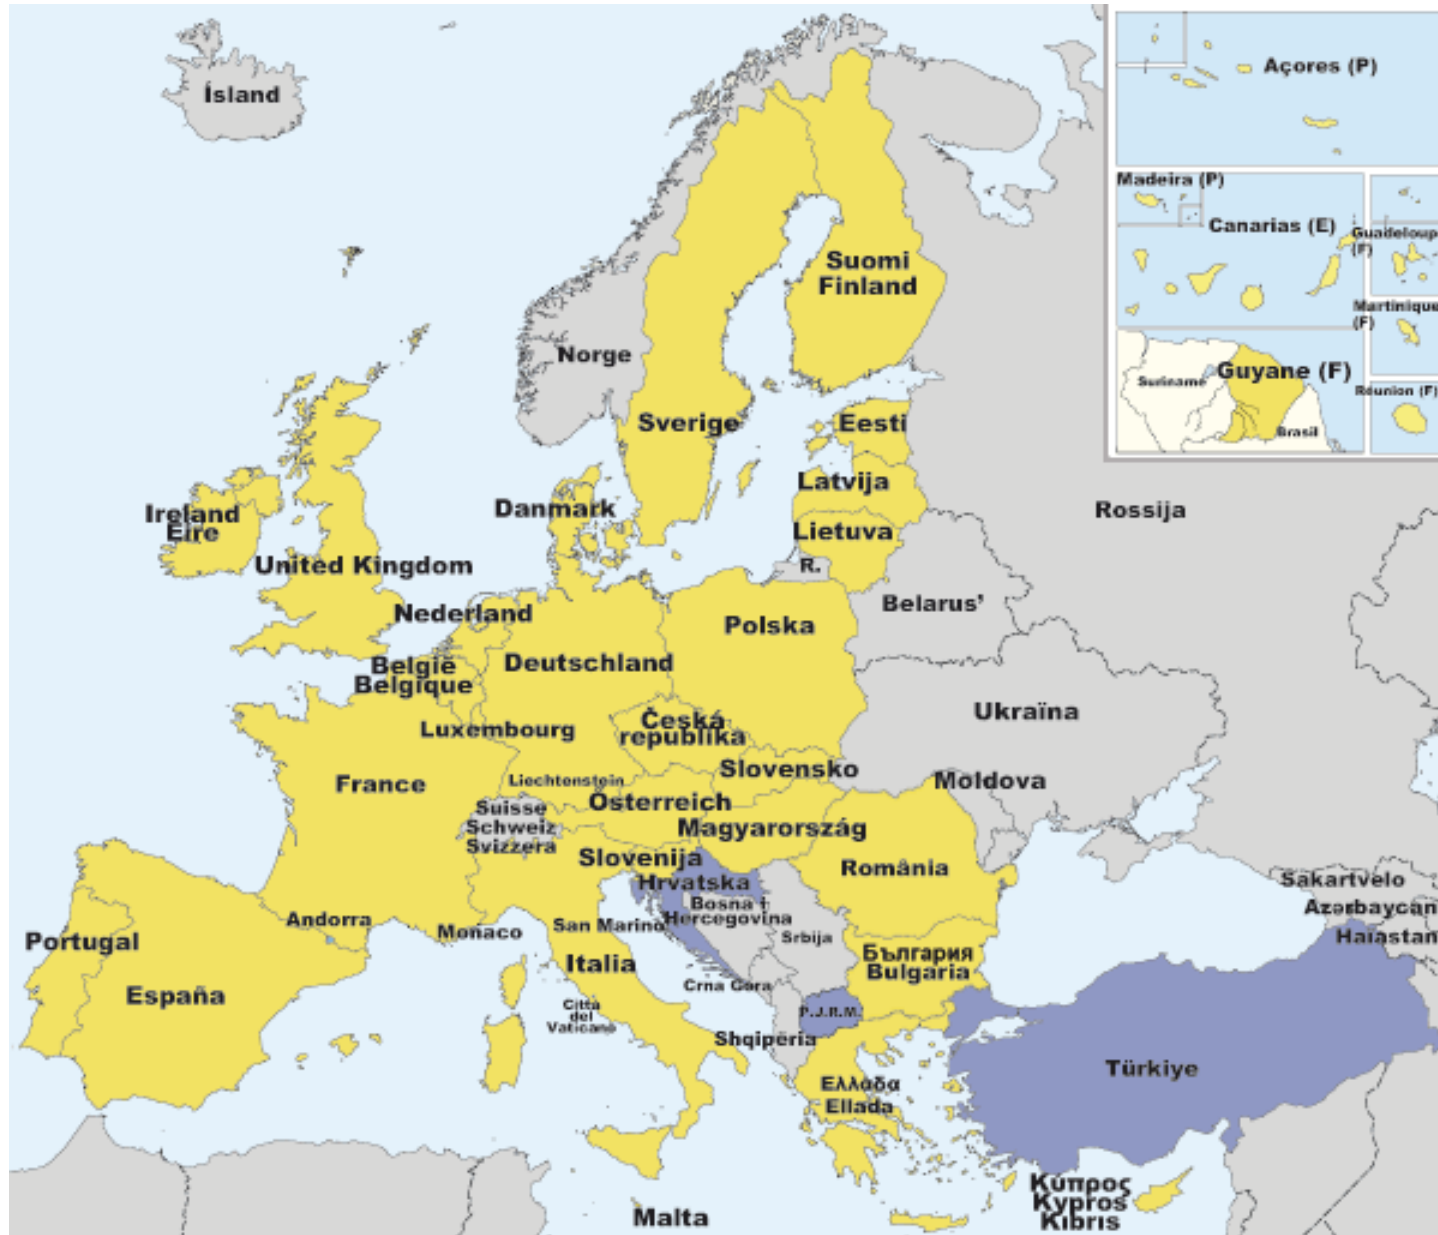 Ísland
Açores (P)
Madeira (P)
Canarias (E)
Guadeloup
(F)
Martinique
(F)
Suriname
Guyane (F)
Brasil
Réunion (F)
Suomi
Finland
Norge
Sverige
Eesti
Latvija
Lietuva
R.
Rossija
Danmark
Ireland
Eire
United Kingdom
Nederland
Belarus'
Polska
België
Belgique
Deutschland
Luxembourg
Česká
republika
Ukraïna
Slovensko
Moldova
France
Liechtenstein
Österreich
Suisse
Schweiz
Svizzera
Magyarország
Slovenija
România
Hrvatska
Bosna i
Hercegovina
Sakartvelo
Azərbaycan
Haiastan
Andorra
Monaco
San Marino
Srbija
Portugal
España
Italia
България
Bulgaria
Crna Gora
Città
del
Vaticano
P.J.R.M.
Shqipëria
Türkiye
Ελλάδα
Ellada
Κύπρος
Kypros
Kıbrıs
Malta